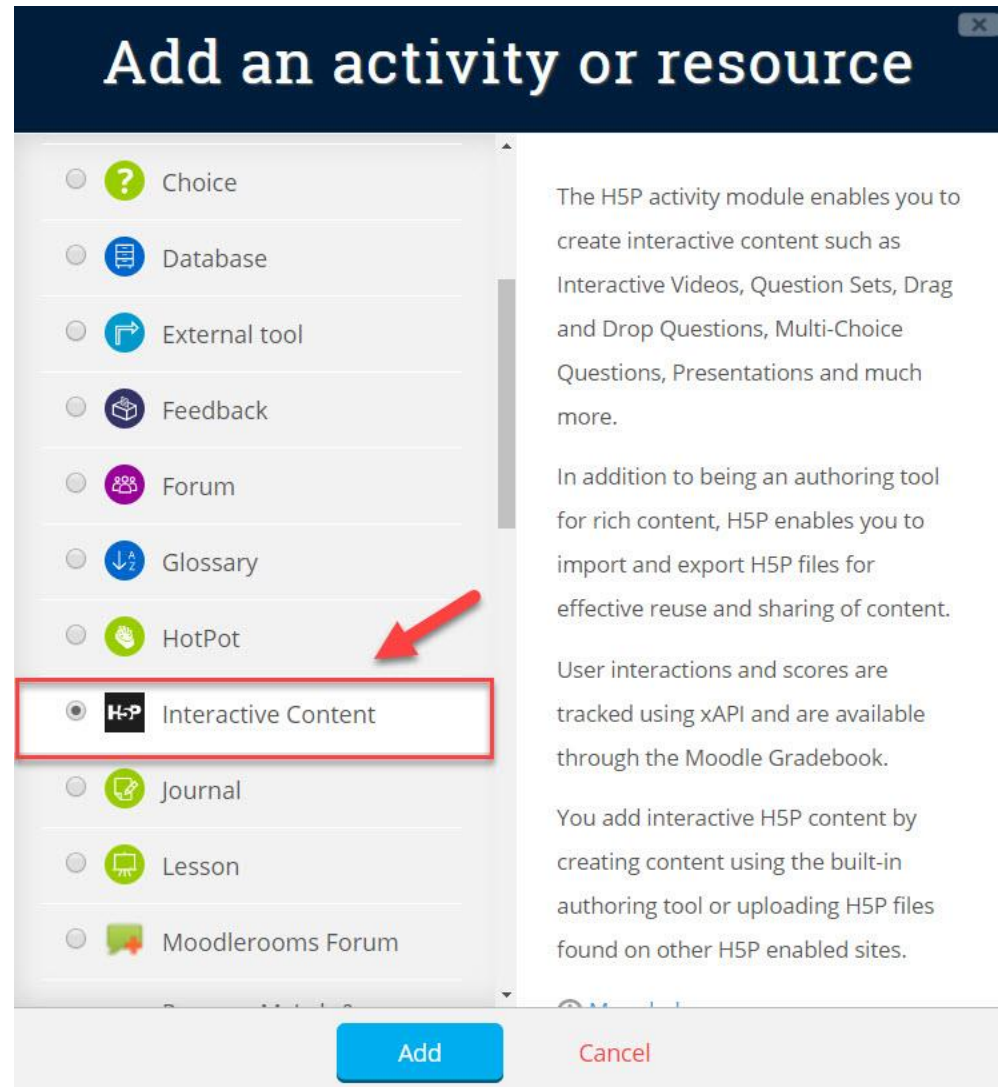 Add an activity or resource
Choice
Database
External tool
Feedback
Forum
Glossary
HotPot
H5P Interactive Content
Journal
Lesson
Moodlerooms Forum
The H5P activity module enables you to
create interactive content such as
Interactive Videos, Question Sets, Drag
and Drop Questions, Multi-Choice
Questions, Presentations and much
more.
In addition to being an authoring tool
for rich content, H5P enables you to
import and export H5P files for
effective reuse and sharing of content.
User interactions and scores are
tracked using xAPI and are available
through the Moodle Gradebook.
You add interactive H5P content by
creating content using the built-in
authoring tool or uploading H5P files
found on other H5P enabled sites.
Add
Cancel